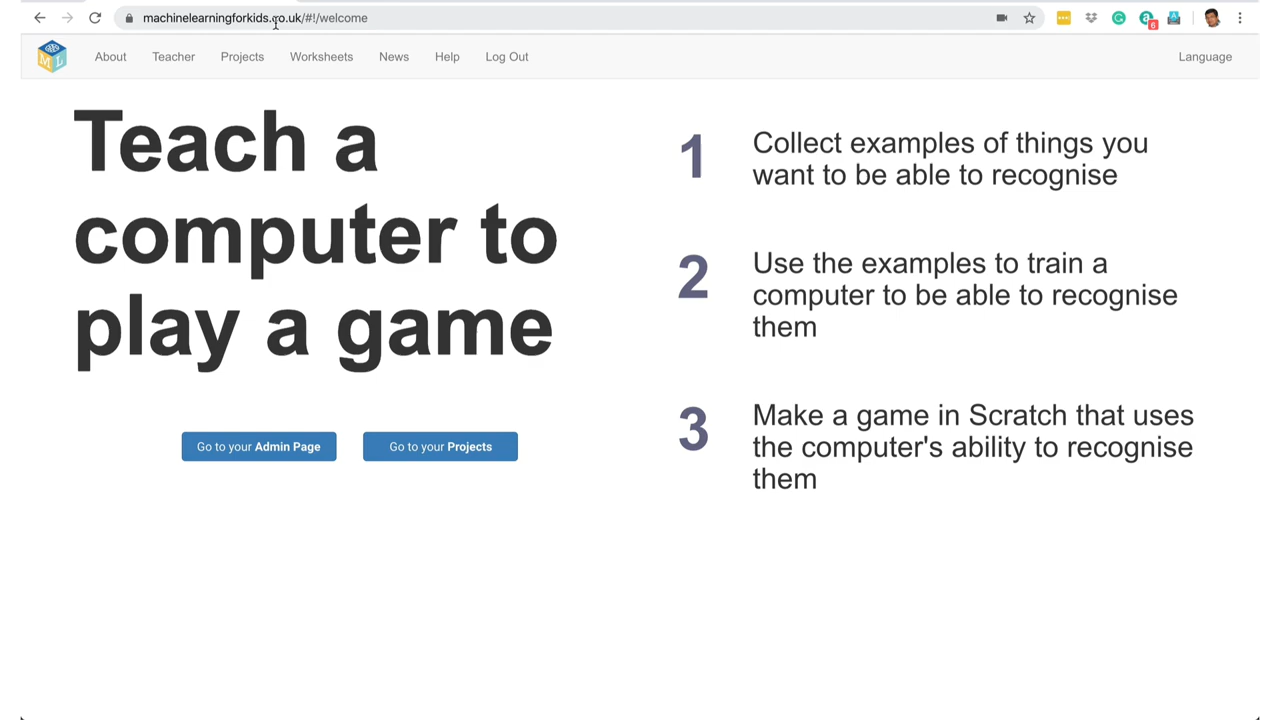 machinelearningforkids.co.uk/#!/welcome
6
M L
About Teacher Projects Worksheets News Help Log Out Language
Teach a
computer to
play a game
Go to your Admin Page Go to your Projects
1 Collect examples of things you
want to be able to recognise
2 Use the examples to train a
computer to be able to recognise
them
3 Make a game in Scratch that uses
the computer's ability to recognise
them